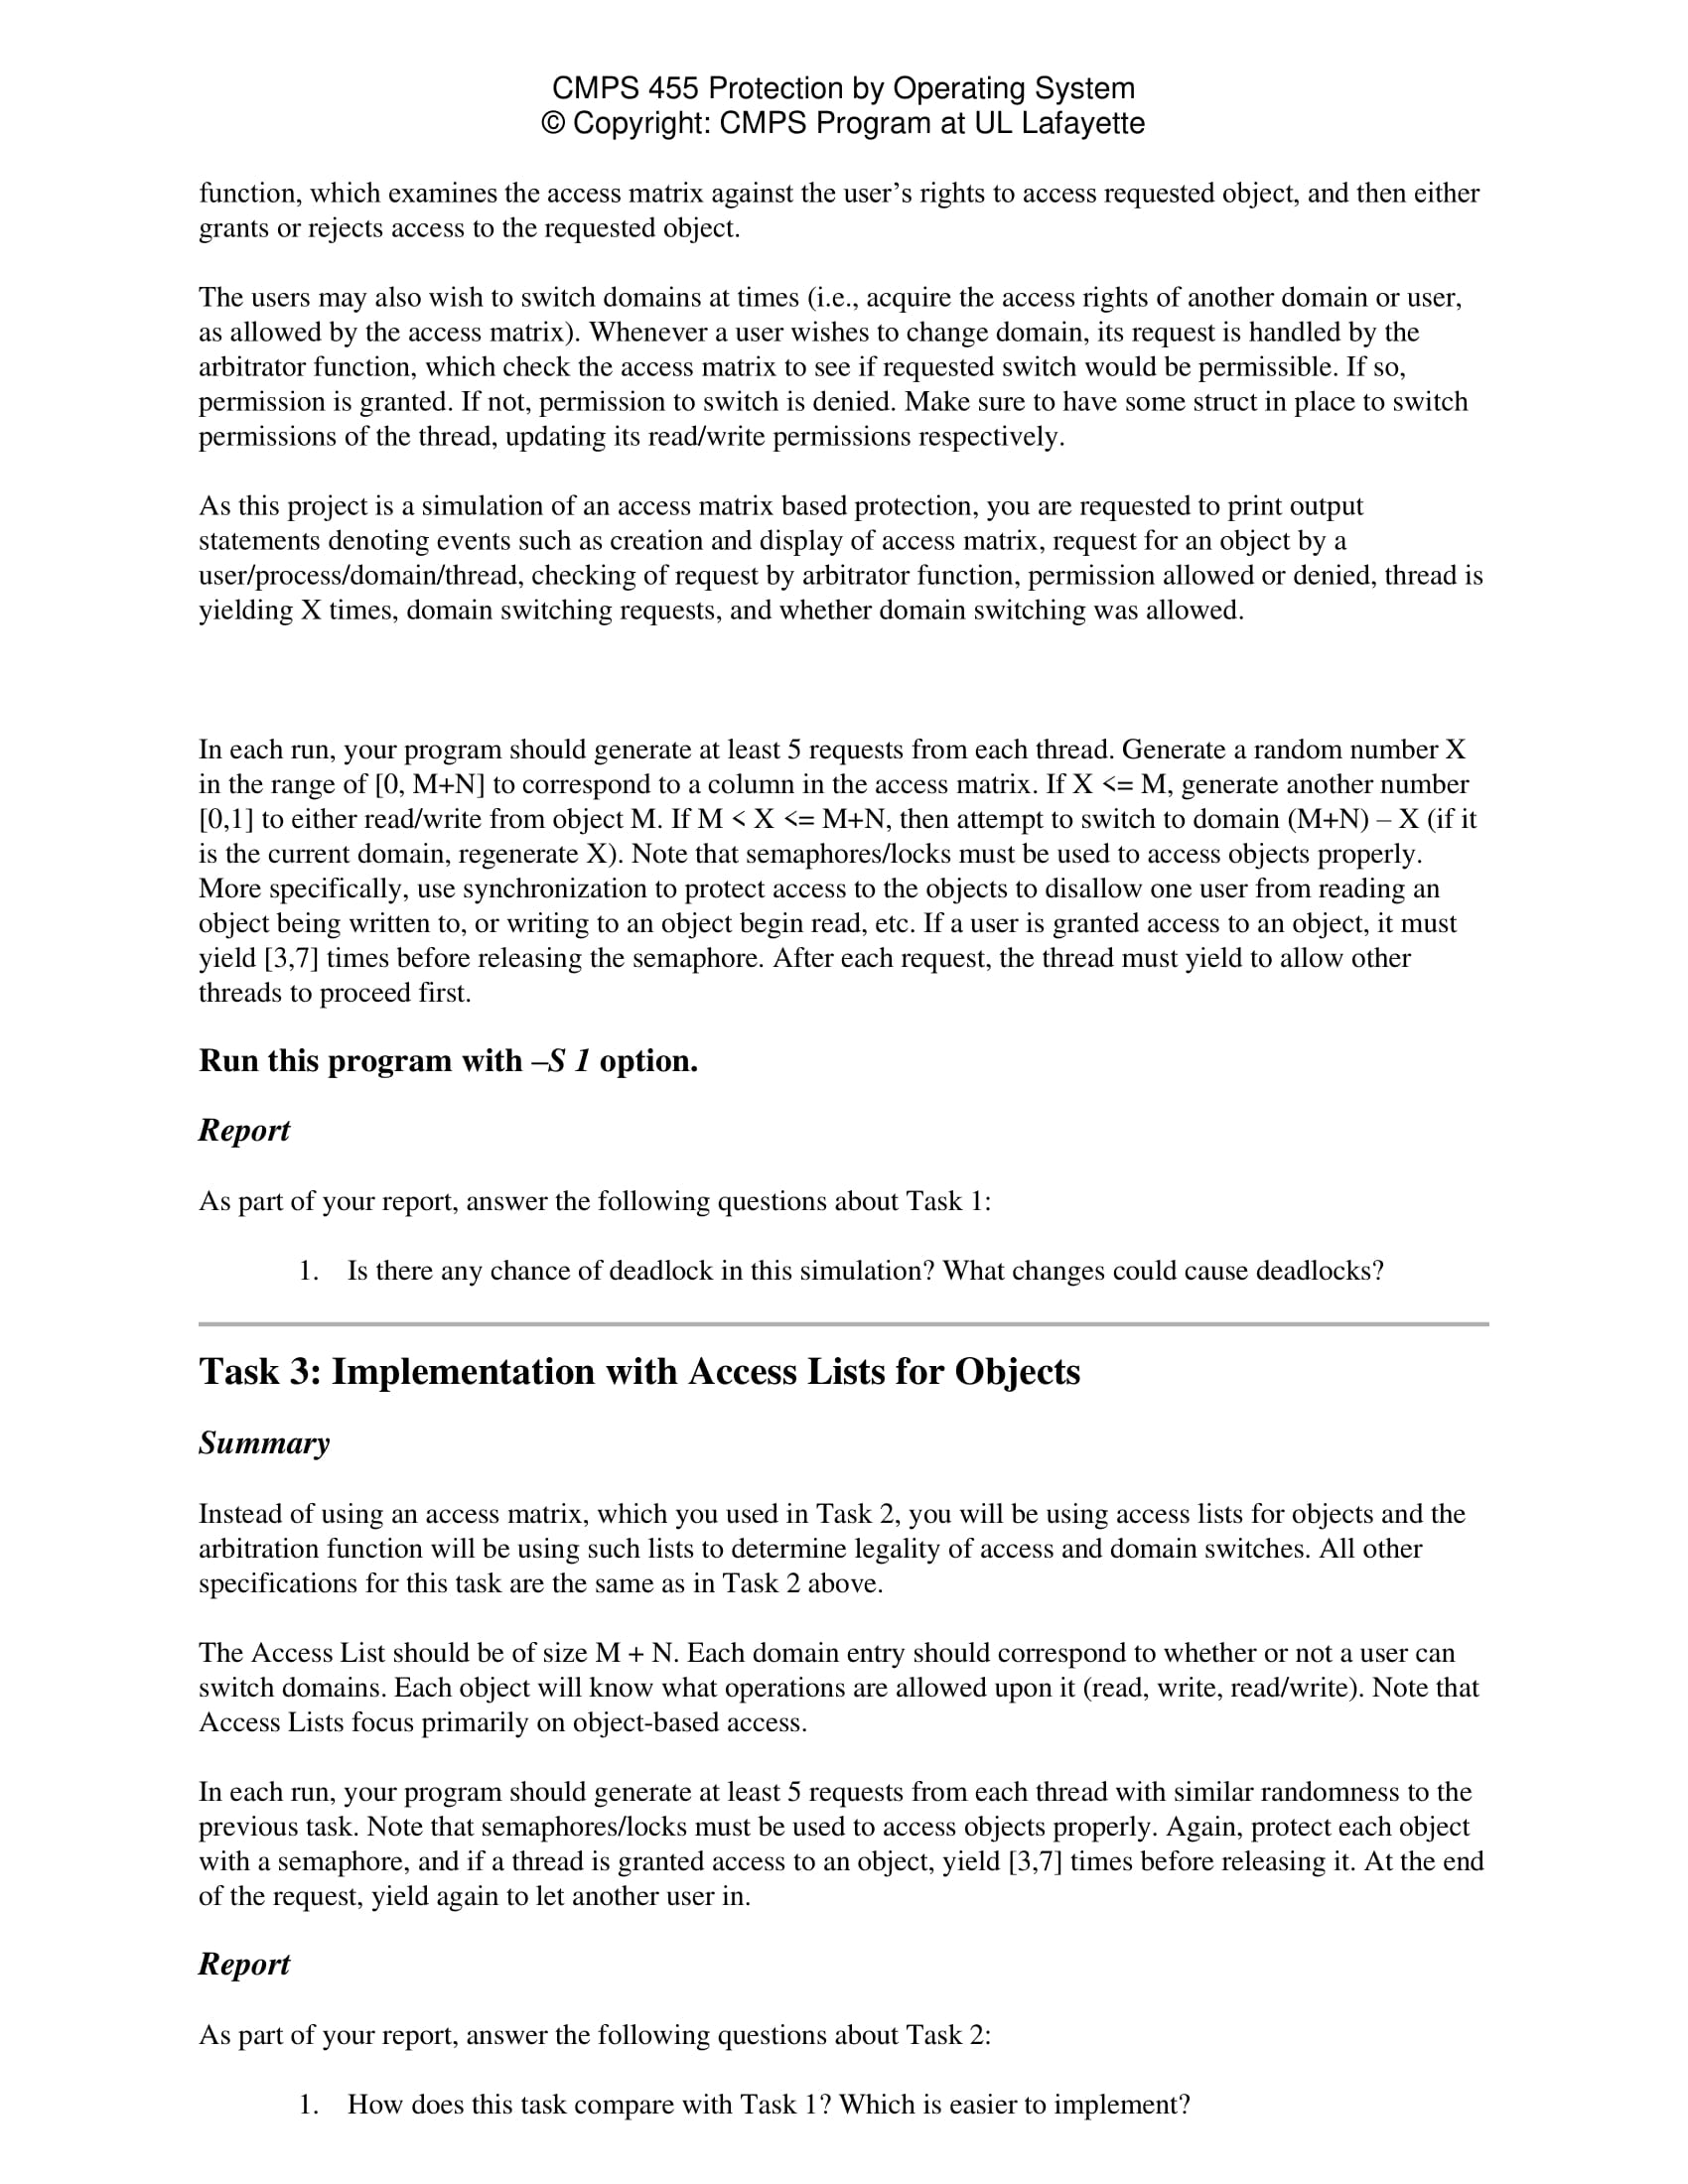 CMPS 455 Protection by Operating System
© Copyright: CMPS Program at UL Lafayette
function, which examines the access matrix against the user’s rights to access requested object, and then either
grants or rejects access to the requested object.
The users may also wish to switch domains at times (i.e., acquire the access rights of another domain or user,
as allowed by the access matrix). Whenever a user wishes to change domain, its request is handled by the
arbitrator function, which check the access matrix to see if requested switch would be permissible. If so,
permission is granted. If not, permission to switch is denied. Make sure to have some struct in place to switch
permissions of the thread, updating its read/write permissions respectively.
As this project is a simulation of an access matrix based protection, you are requested to print output
statements denoting events such as creation and display of access matrix, request for an object by a
user/process/domain/thread, checking of request by arbitrator function, permission allowed or denied, thread is
yielding X times, domain switching requests, and whether domain switching was allowed.
In each run, your program should generate at least 5 requests from each thread. Generate a random number X
in the range of [0, M+N] to correspond to a column in the access matrix. If X <= M, generate another number
[0,1] to either read/write from object M. If M < X <= M+N, then attempt to switch to domain (M+N) – X (if it
is the current domain, regenerate X). Note that semaphores/locks must be used to access objects properly.
More specifically, use synchronization to protect access to the objects to disallow one user from reading an
object being written to, or writing to an object begin read, etc. If a user is granted access to an object, it must
yield [3,7] times before releasing the semaphore. After each request, the thread must yield to allow other
threads to proceed first.
Run this program with –S 1 option.
Report
As part of your report, answer the following questions about Task 1:
1. Is there any chance of deadlock in this simulation? What changes could cause deadlocks?
Task 3: Implementation with Access Lists for Objects
Summary
Instead of using an access matrix, which you used in Task 2, you will be using access lists for objects and the
arbitration function will be using such lists to determine legality of access and domain switches. All other
specifications for this task are the same as in Task 2 above.
The Access List should be of size M + N. Each domain entry should correspond to whether or not a user can
switch domains. Each object will know what operations are allowed upon it (read, write, read/write). Note that
Access Lists focus primarily on object-based access.
In each run, your program should generate at least 5 requests from each thread with similar randomness to the
previous task. Note that semaphores/locks must be used to access objects properly. Again, protect each object
with a semaphore, and if a thread is granted access to an object, yield [3,7] times before releasing it. At the end
of the request, yield again to let another user in.
Report
As part of your report, answer the following questions about Task 2:
1. How does this task compare with Task 1? Which is easier to implement?